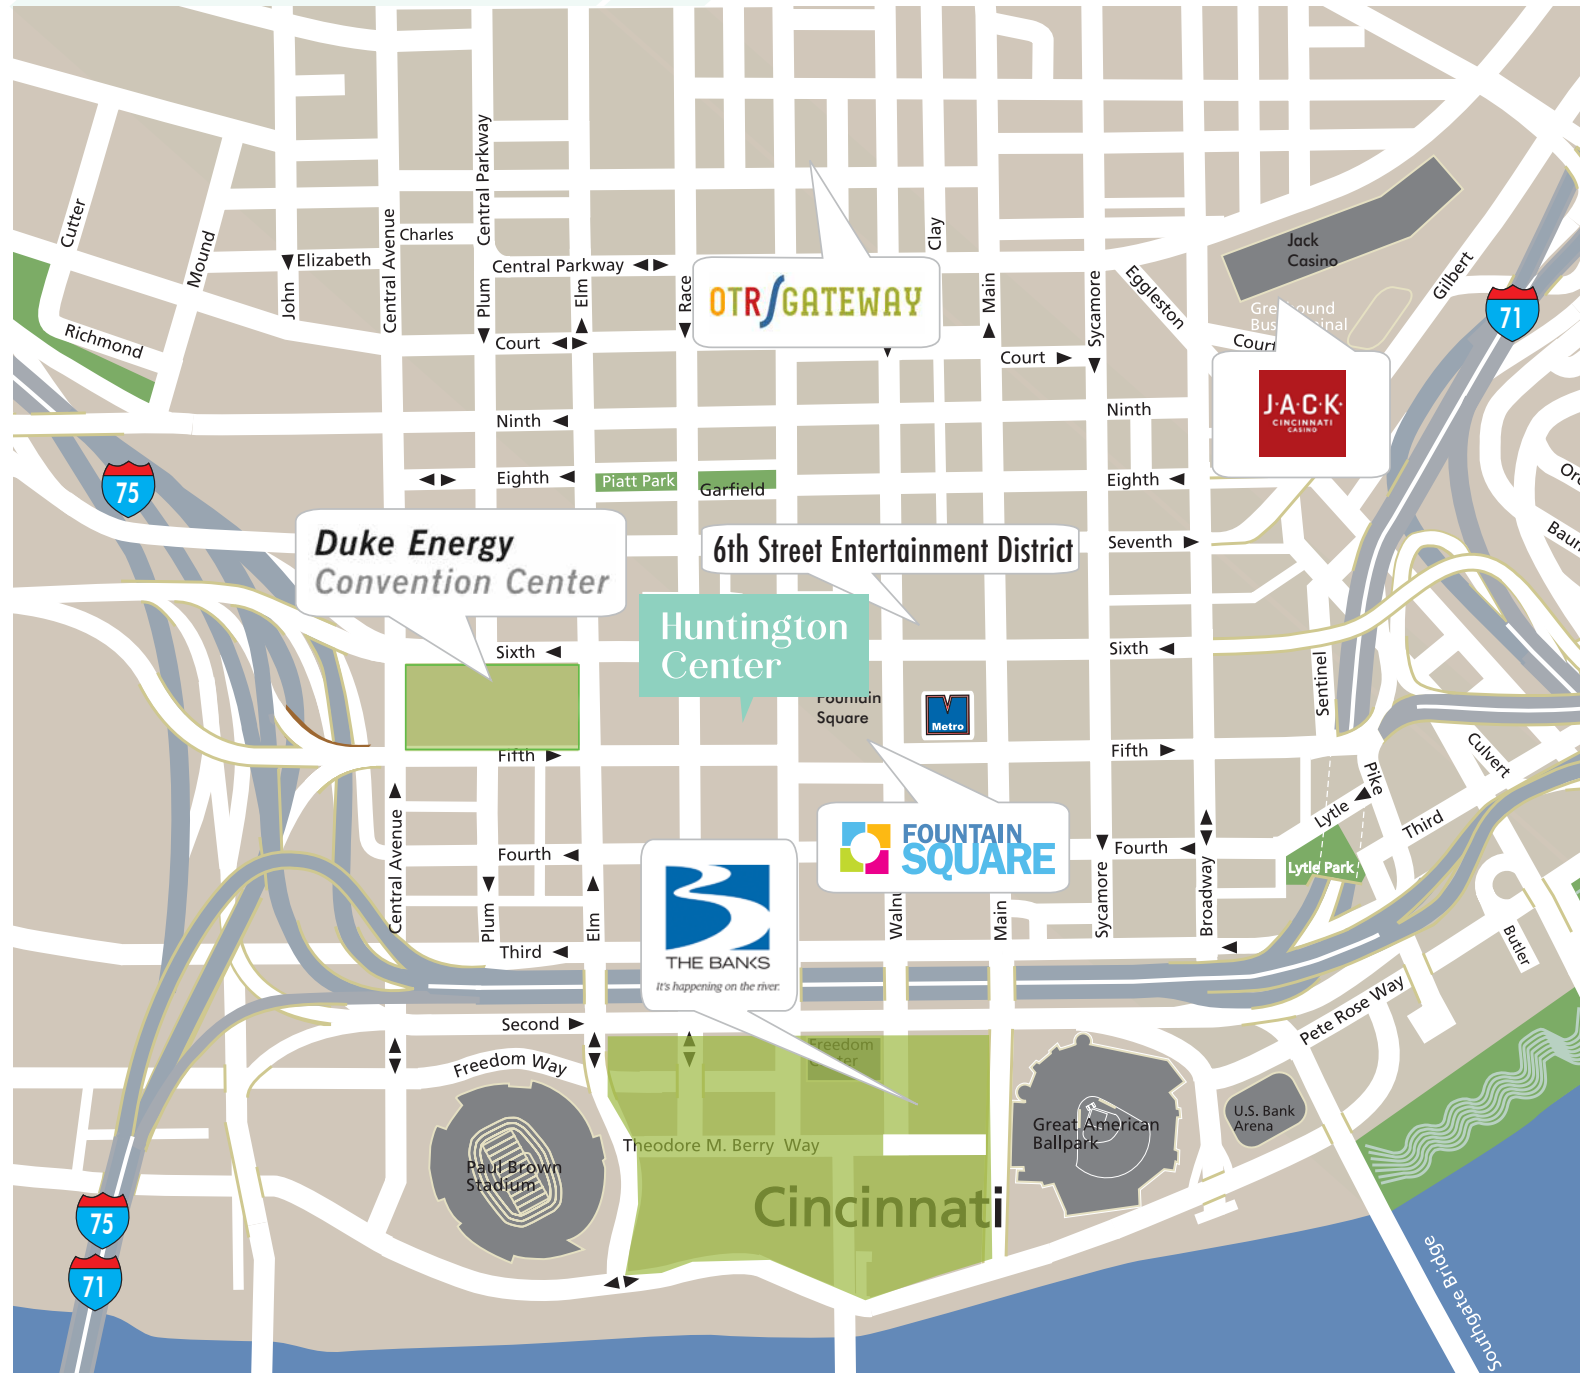 Central Parkway
Cutter
Mound
Central Avenue
Charles
Clay
Elizabeth
Central Parkway
John
Plum
Elm
Race
Main
Sycamore
Eggleston
Gilbert
Jack
Casino
71
OTR GATEWAY
Richmond
Court
Court
Court
J·A·C·K·
CINCINNATI
CASINO
Ninth
Ninth
75
Eighth
Piatt Park
Garfield
Eighth
Duke Energy
Convention Center
6th Street Entertainment District
Seventh
Huntington
Center
Sixth
Sixth
Sentinel
Fountain
Square
Metro
Fifth
Fifth
Culvert
Pike
Lytle
Third
Central Avenue
Fourth
FOUNTAIN
SQUARE
Fourth
Lytle Park
Plum
Elm
Main
Sycamore
Broadway
Butler
Third
THE BANKS
It's happening on the river.
Second
Pete Rose Way
Freedom Way
Freedom
Great American
Ballpark
U.S. Bank
Arena
Theodore M. Berry Way
Paul Brown
Stadium
Cincinnati
75
71
Southgate Bridge